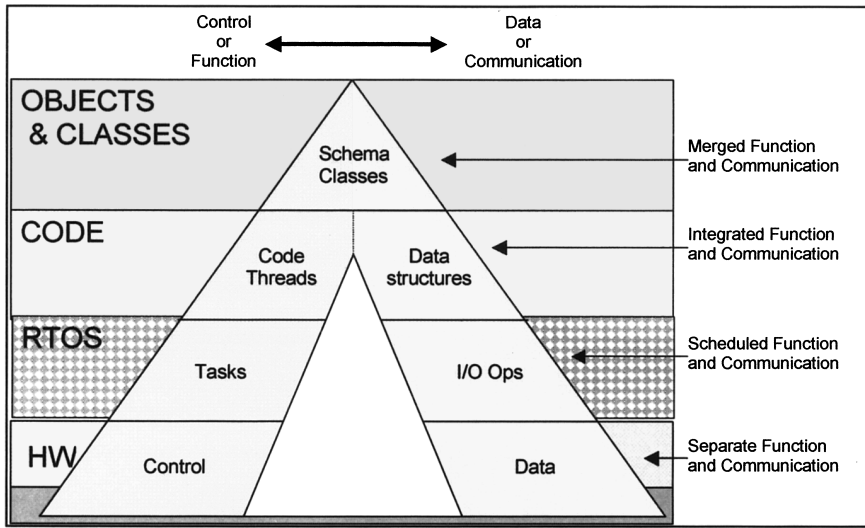 Control
or
Function
Data
or
Communication
OBJECTS
& CLASSES
Schema
Classes
Merged Function
and Communication
CODE
Code
Threads
Data
structures
Integrated Function
and Communication
RTOS
Tasks
I/O Ops
Scheduled Function
and Communication
HW
Control
Data
Separate Function
and Communication